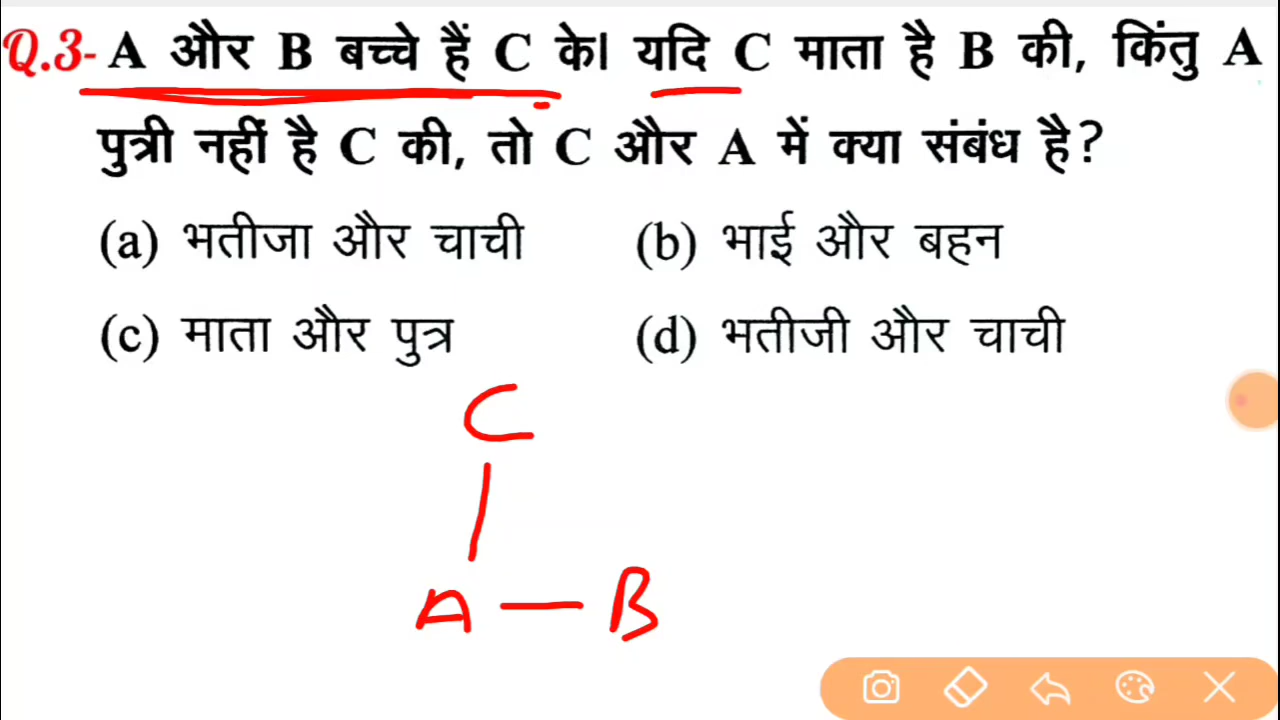 Q.3- A और B बच्चे हैं C के। यदि C माता है B की, किंतु A
पुत्री नहीं है C की, तो C और A में क्या संबंध है?
(a) भतीजा और चाची (b) भाई और बहन
(c) माता और पुत्र (d) भतीजी और चाची
C
A — B